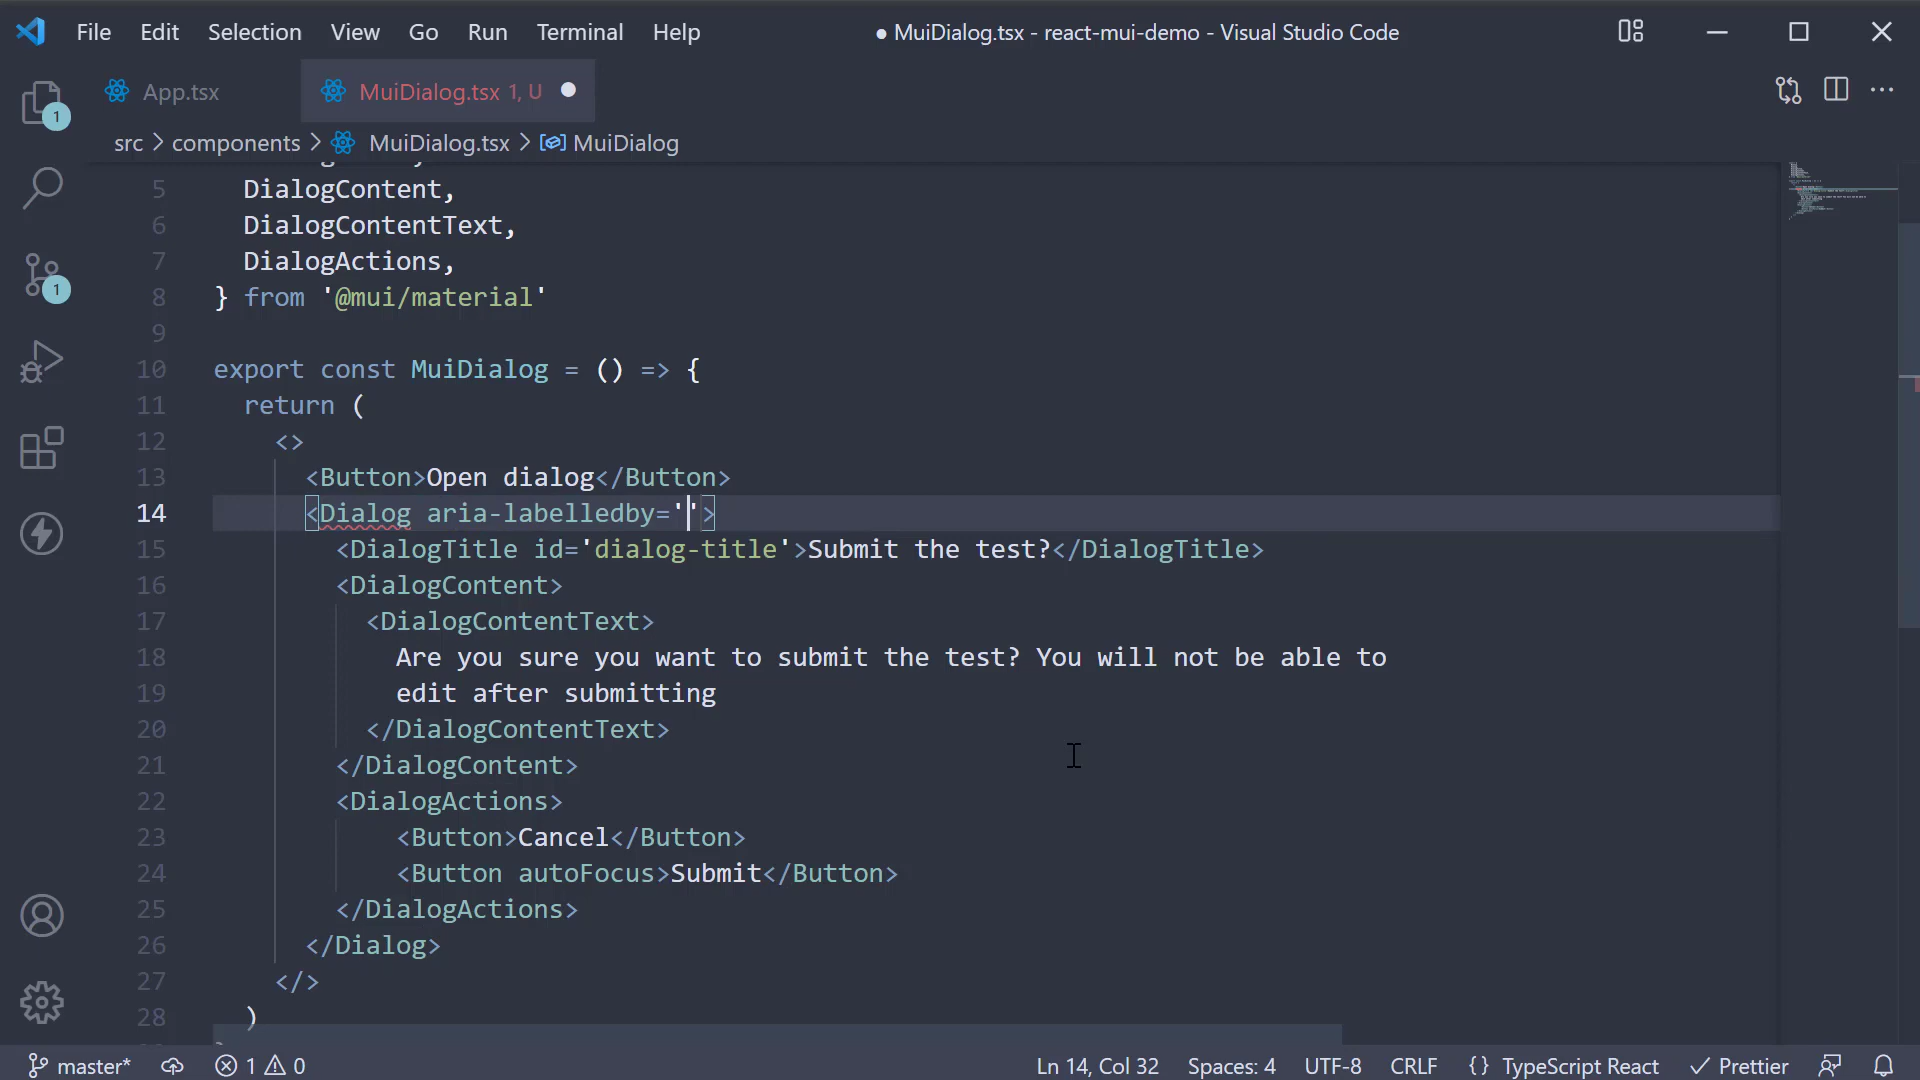 File Edit Selection View Go Run Terminal Help
● MuiDialog.tsx - react-mui-demo - Visual Studio Code
App.tsx
MuiDialog.tsx 1, U
src > components > MuiDialog.tsx > MuiDialog
1
1
5 DialogContent,
6 DialogContentText,
7 DialogActions,
8 } from '@mui/material'
9
10 export const MuiDialog = () => {
11 return (
12 <>
13 <Button>Open dialog</Button>
14 <Dialog aria-labelledby=''>
15 <DialogTitle id='dialog-title'>Submit the test?</DialogTitle>
16 <DialogContent>
17 <DialogContentText>
18 Are you sure you want to submit the test? You will not be able to
19 edit after submitting
20 </DialogContentText>
21 </DialogContent>
22 <DialogActions>
23 <Button>Cancel</Button>
24 <Button autoFocus>Submit</Button>
25 </DialogActions>
26 </Dialog>
27 </>
28 )
master* 1 0 Ln 14, Col 32 Spaces: 4 UTF-8 CRLF {} TypeScript React Prettier